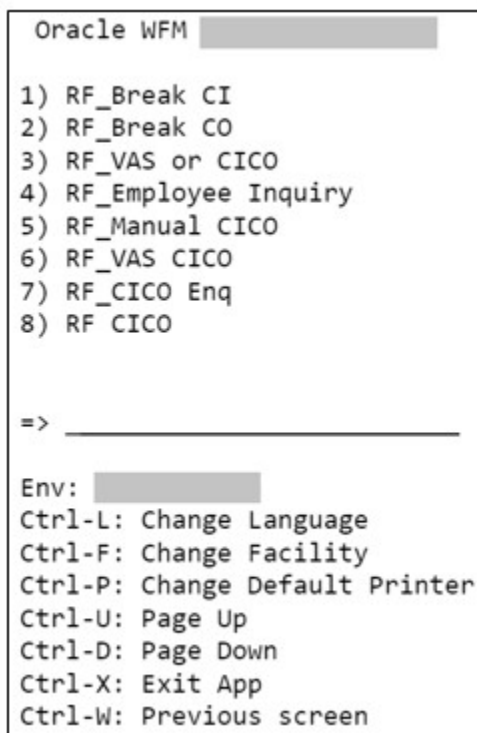 Oracle WFM
1) RF_Break CI
2) RF_Break CO
3) RF_VAS or CICO
4) RF_Employee Inquiry
5) RF_Manual CICO
6) RF_VAS CICO
7) RF_CICO Enq
8) RF CICO
=> ____________________
Env:
Ctrl-L: Change Language
Ctrl-F: Change Facility
Ctrl-P: Change Default Printer
Ctrl-U: Page Up
Ctrl-D: Page Down
Ctrl-X: Exit App
Ctrl-W: Previous screen